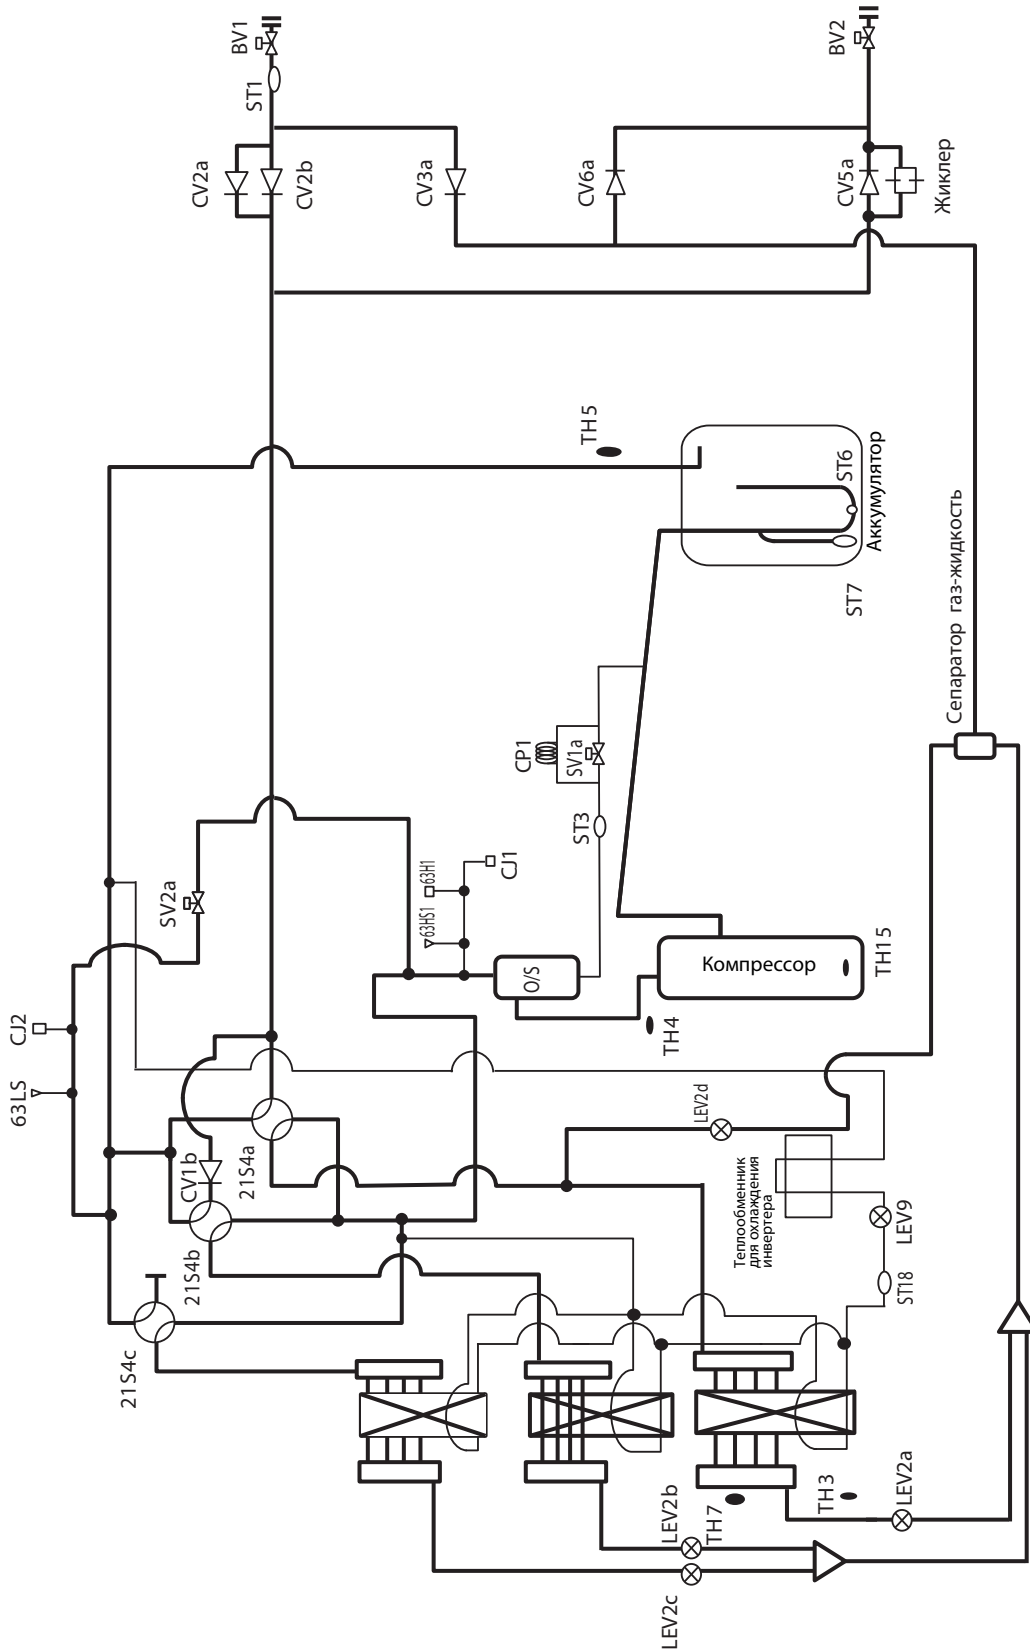 BV1
ST1
CV2a
CV2b
CV3a
CV6a
CV5a
BV2
Жиклер
TH5
ST6
Аккумулятор
ST7
Сепаратор газ-жидкость
CP1
SV1a
ST3
SV2a
63H1
63HS1
CJ1
O/S
Компрессор
TH15
TH4
CJ2
63LS
CV1b
21S4a
21S4b
21S4c
LEV2d
Теплообменник
для охлаждения
инвертера
LEV9
ST18
LEV2a
TH3
TH7
LEV2b
LEV2c